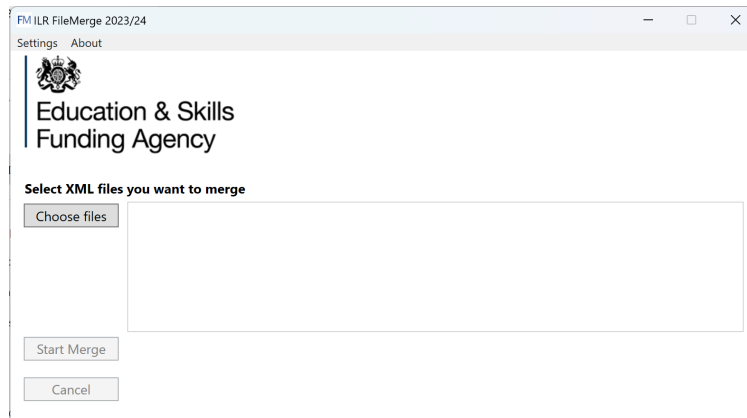 FM ILR FileMerge 2023/24
Settings About
Education & Skills
Funding Agency
Select XML files you want to merge
Choose files
Start Merge
Cancel